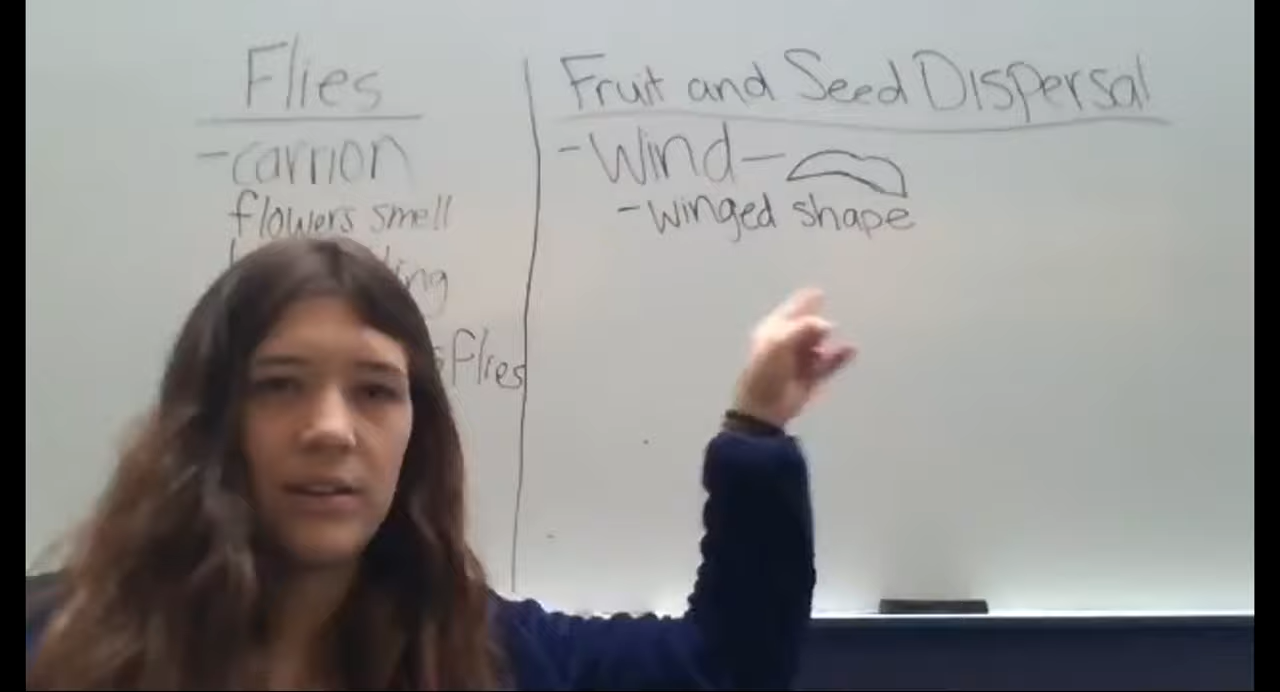 Flies
-carrion
flowers smell
flies
Fruit and Seed Dispersal
-Wind-
-winged shape